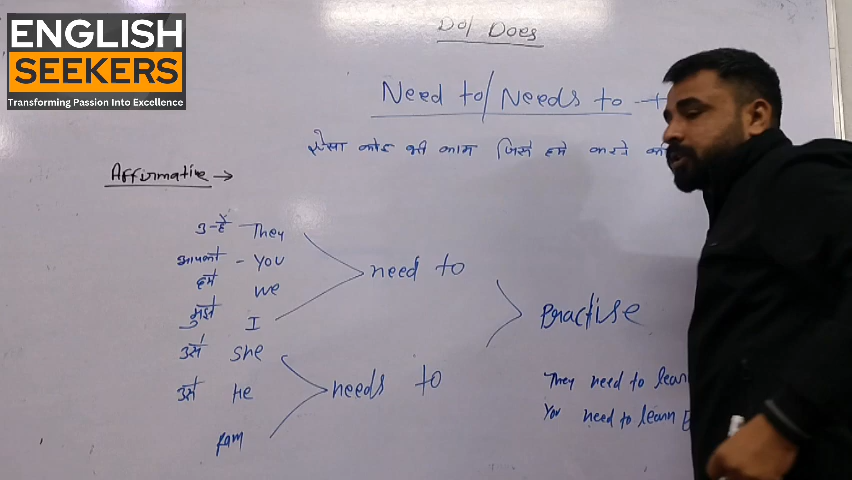 ENGLISH
SEEKERS
Transforming Passion Into Excellence
Do/ Does
Need to/Needs to +
ऐसा कोई भी काम जिसे हमे करने की
Affirmative →
उन्हें They
आपको - You
हमे We
मुझे I
need to
उसे She
उसे He
Ram
needs to
Practise
They need to learn
You need to learn E